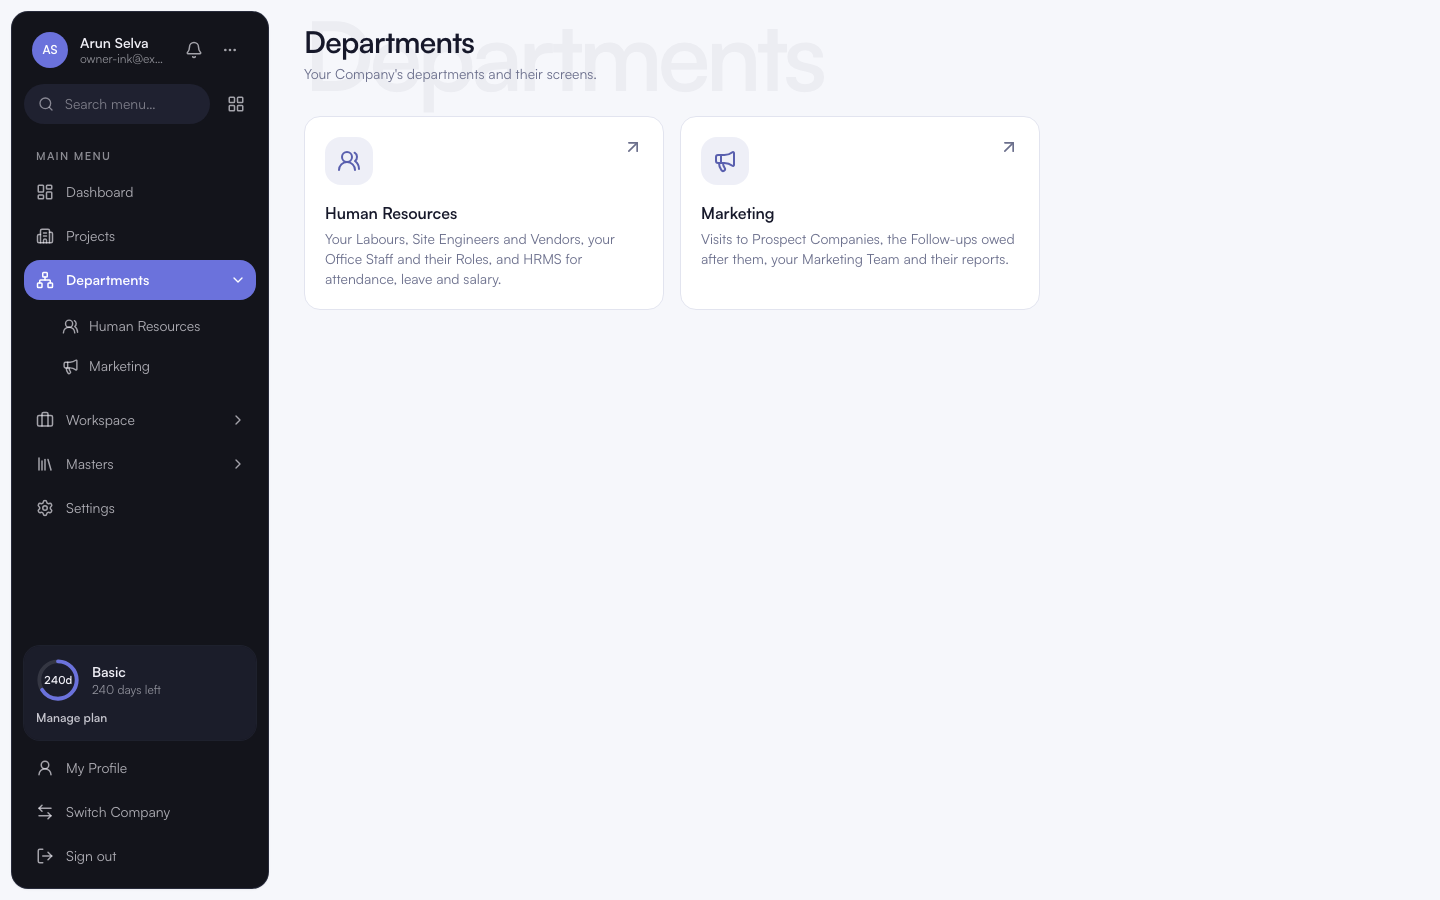 AS
Arun Selva
owner-ink@ex...
Search menu...
MAIN MENU
Dashboard
Projects
Departments
Human Resources
Marketing
Workspace
Masters
Settings
240d
Basic
240 days left
Manage plan
My Profile
Switch Company
Sign out
Departments
Departments
Your Company's departments and their screens.
Human Resources
Your Labours, Site Engineers and Vendors, your
Office Staff and their Roles, and HRMS for
attendance, leave and salary.
Marketing
Visits to Prospect Companies, the Follow-ups owed
after them, your Marketing Team and their reports.